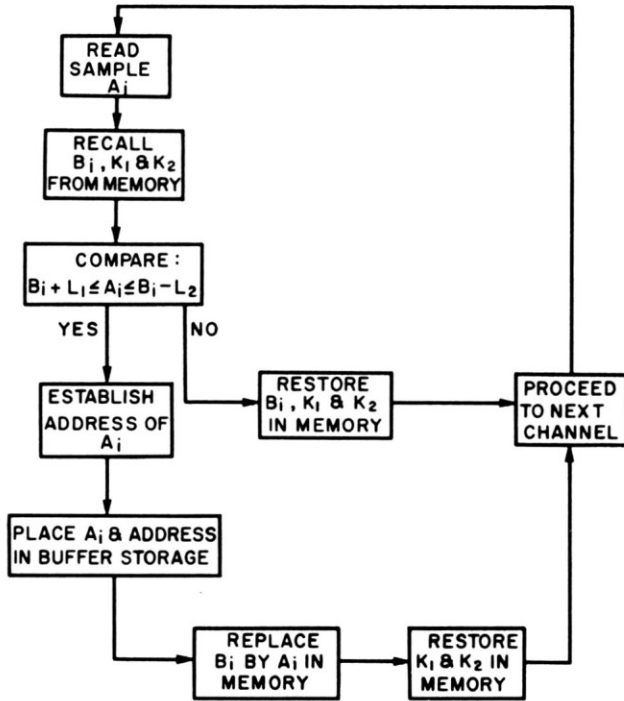 READ
SAMPLE
Ai
RECALL
Bi, K1 & K2
FROM MEMORY
COMPARE:
Bi + L1 ≤ Ai ≤ Bi − L2
YES
NO
ESTABLISH
ADDRESS OF
Ai
RESTORE
Bi, K1 & K2
IN MEMORY
PROCEED
TO NEXT
CHANNEL
PLACE Ai & ADDRESS
IN BUFFER STORAGE
REPLACE
Bi BY Ai IN
MEMORY
RESTORE
K1 & K2 IN
MEMORY